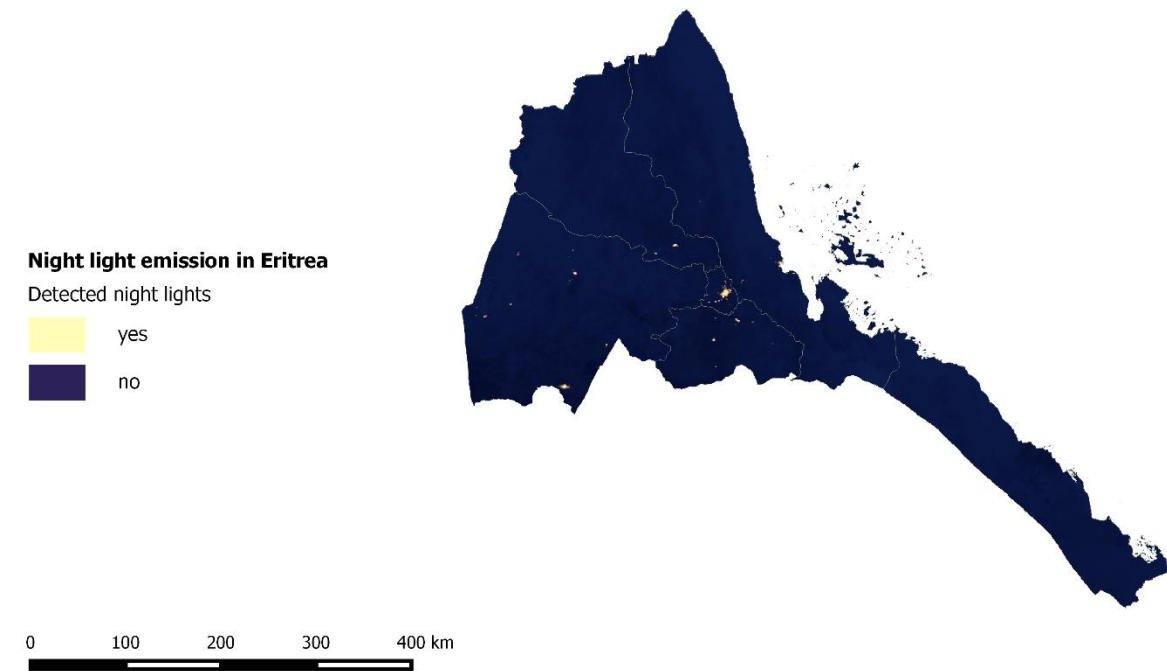 Night light emission in Eritrea
Detected night lights
yes
no
0 100 200 300 400 km